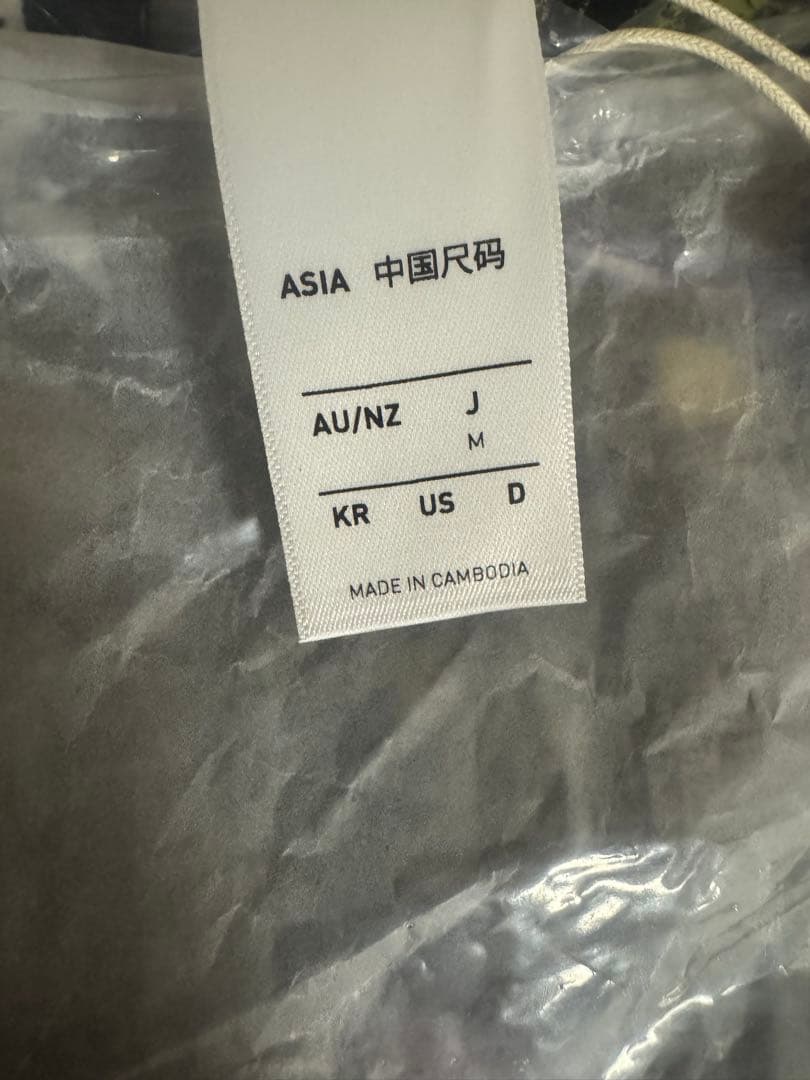 ASIA 中国尺码
AU/NZ J
M
KR US D
MADE IN CAMBODIA